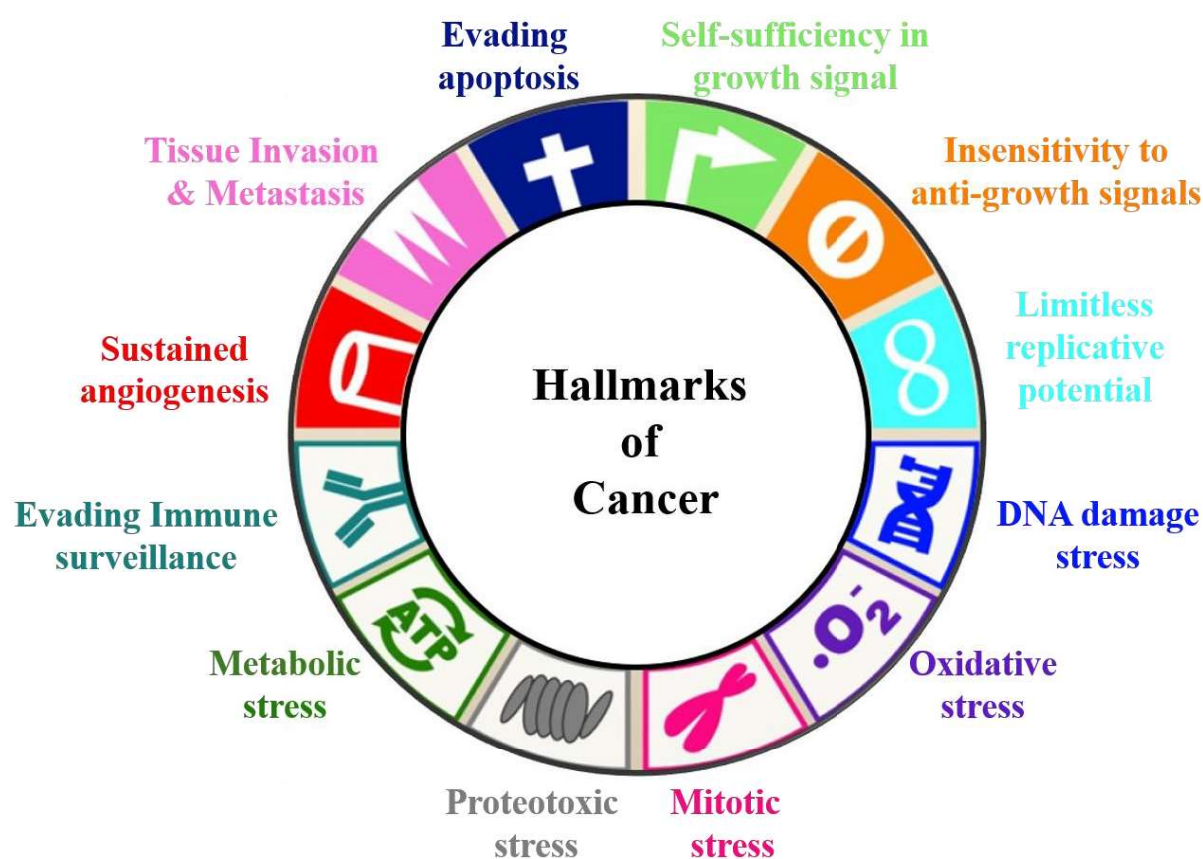 Evading
apoptosis
Self-sufficiency in
growth signal
Tissue Invasion
& Metastasis
Insensitivity to
anti-growth signals
Limitless
replicative
potential
Sustained
angiogenesis
Hallmarks
of
Cancer
Evading Immune
surveillance
DNA damage
stress
ATP
·O₂⁻
Metabolic
stress
Oxidative
stress
Proteotoxic
stress
Mitotic
stress